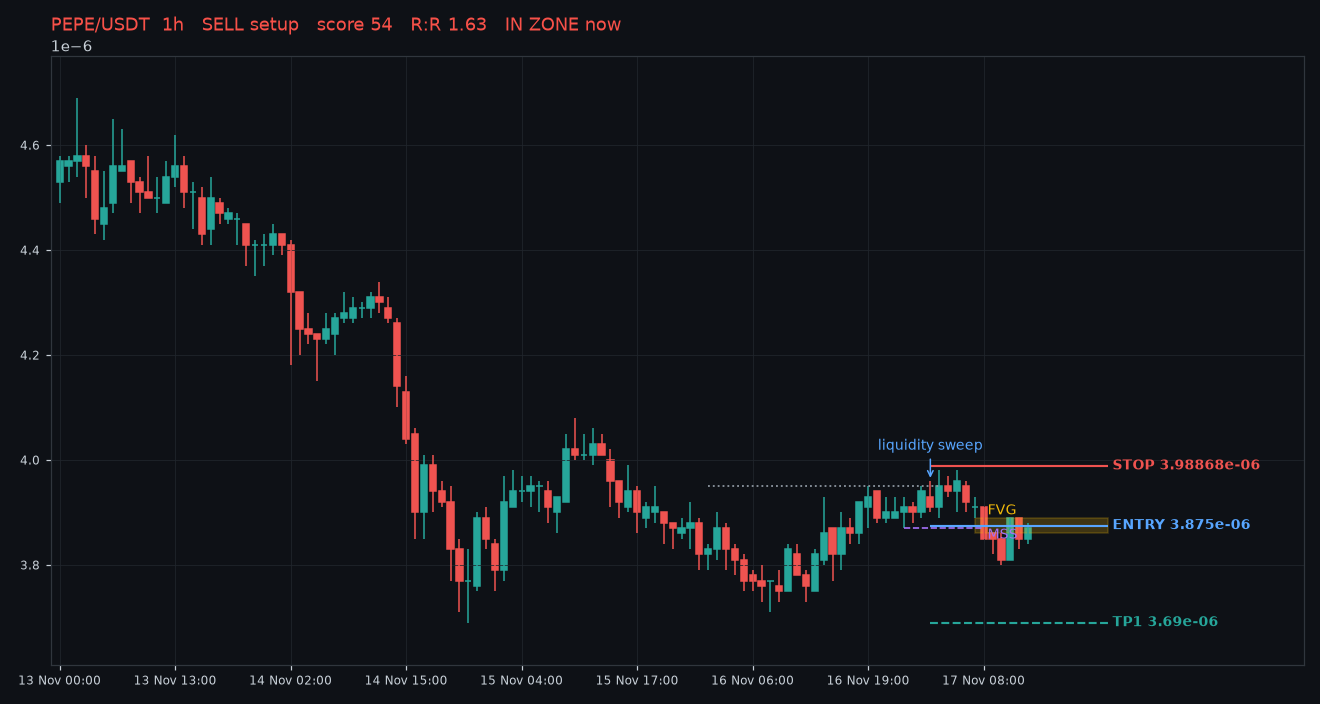 PEPE/USDT 1h SELL setup score 54 R:R 1.63 IN ZONE now
1e−6
4.6
4.4
4.2
4.0
3.8
liquidity sweep
STOP 3.98868e-06
FVG
ENTRY 3.875e-06
MSS
TP1 3.69e-06
13 Nov 00:00
13 Nov 13:00
14 Nov 02:00
14 Nov 15:00
15 Nov 04:00
15 Nov 17:00
16 Nov 06:00
16 Nov 19:00
17 Nov 08:00